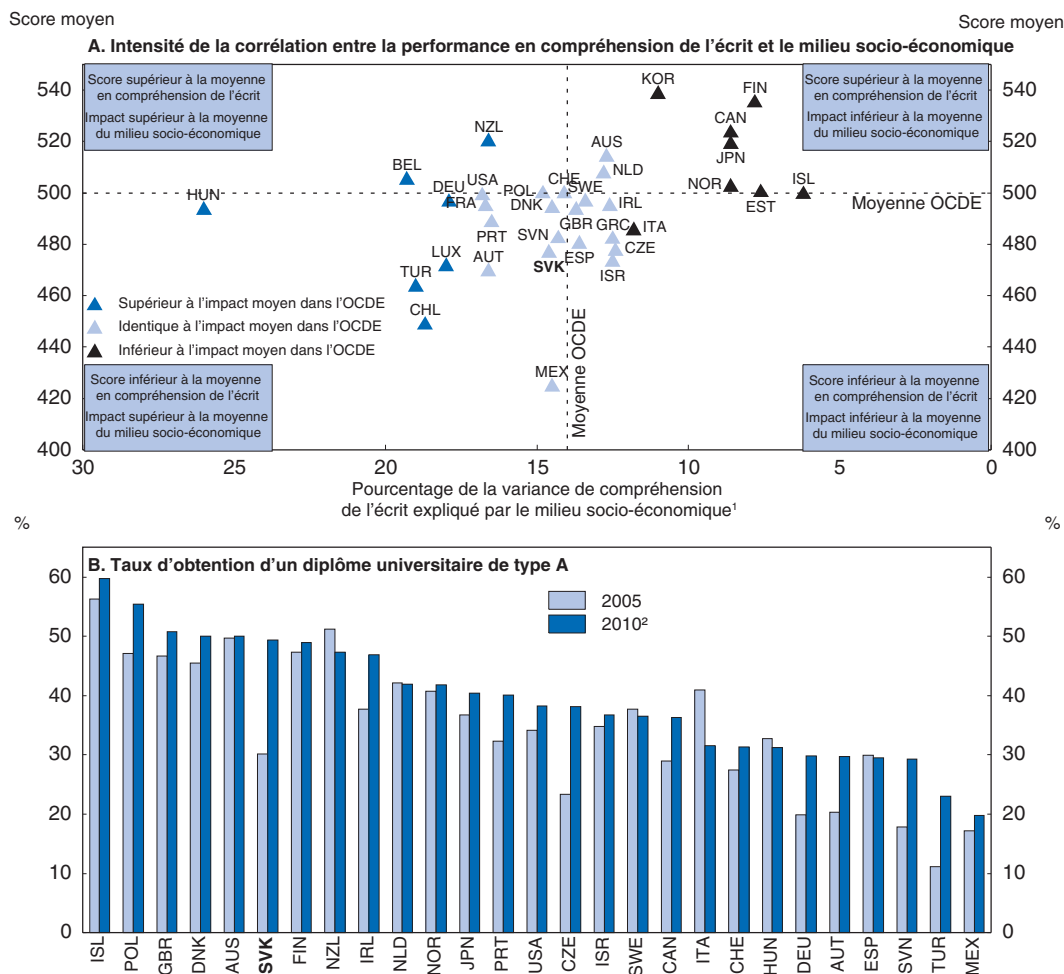 Score moyen
Score moyen
A. Intensité de la corrélation entre la performance en compréhension de l'écrit et le milieu socio-économique
Score supérieur à la moyenne
en compréhension de l'écrit
Impact supérieur à la moyenne
du milieu socio-économique
Score supérieur à la moyenne
en compréhension de l'écrit
Impact inférieur à la moyenne
du milieu socio-économique
540
520
500
480
460
440
420
400
540
520
500
480
460
440
420
400
KOR
FIN
CAN
JPN
NZL
AUS
NLD
BEL
DEU
USA
FRA
POL
CHE
SWE
DNK
IRL
NOR
EST
ISL
HUN
Moyenne OCDE
PRT
SVN
GBR
GRC
ITA
CZE
LUX
AUT
SVK
ESP
ISR
TUR
CHL
MEX
Moyenne OCDE
Supérieur à l'impact moyen dans l'OCDE
Identique à l'impact moyen dans l'OCDE
Inférieur à l'impact moyen dans l'OCDE
Score inférieur à la moyenne
en compréhension de l'écrit
Impact supérieur à la moyenne
du milieu socio-économique
Score inférieur à la moyenne
en compréhension de l'écrit
Impact inférieur à la moyenne
du milieu socio-économique
30 25 20 15 10 5 0
Pourcentage de la variance de compréhension
de l'écrit expliqué par le milieu socio-économique¹
%
%
B. Taux d'obtention d'un diplôme universitaire de type A
2005
2010²
60
50
40
30
20
10
0
60
50
40
30
20
10
0
ISL POL GBR DNK AUS SVK FIN NZL IRL NLD NOR JPN PRT USA CZE ISR SWE CAN ITA CHE HUN DEU AUT ESP SVN TUR MEX